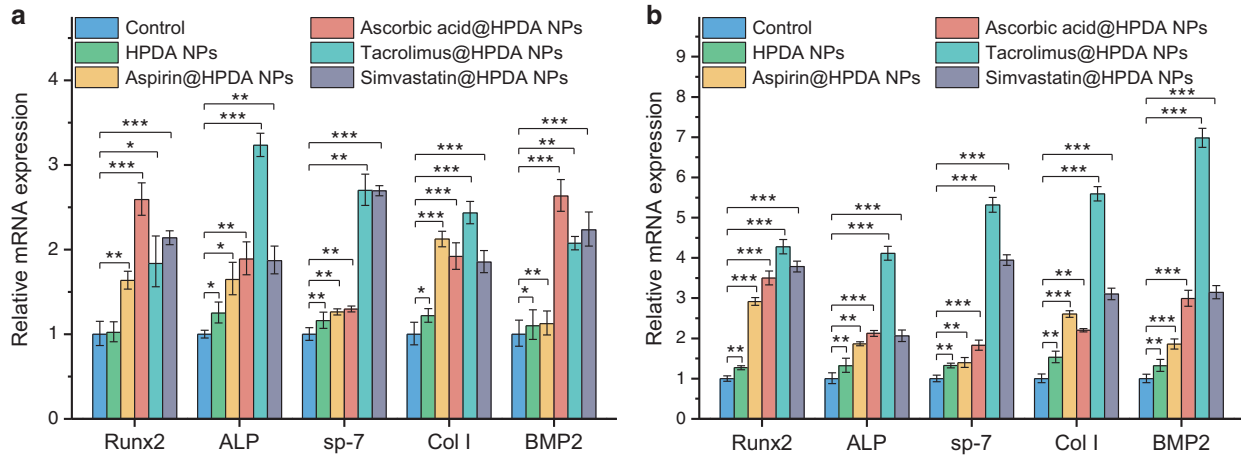 a
Control
HPDA NPs
Aspirin@HPDA NPs
Ascorbic acid@HPDA NPs
Tacrolimus@HPDA NPs
Simvastatin@HPDA NPs
Relative mRNA expression
4
3
2
1
0
***
*
***
**
**
***
**
*
*
***
**
**
**
**
***
***
***
***
*
***
**
***
**
*
Runx2
ALP
sp-7
Col I
BMP2
b
Control
HPDA NPs
Aspirin@HPDA NPs
Ascorbic acid@HPDA NPs
Tacrolimus@HPDA NPs
Simvastatin@HPDA NPs
Relative mRNA expression
9
8
7
6
5
4
3
2
1
0
***
***
***
***
**
***
***
***
**
**
***
***
***
**
**
***
***
**
***
**
***
***
***
***
**
Runx2
ALP
sp-7
Col I
BMP2